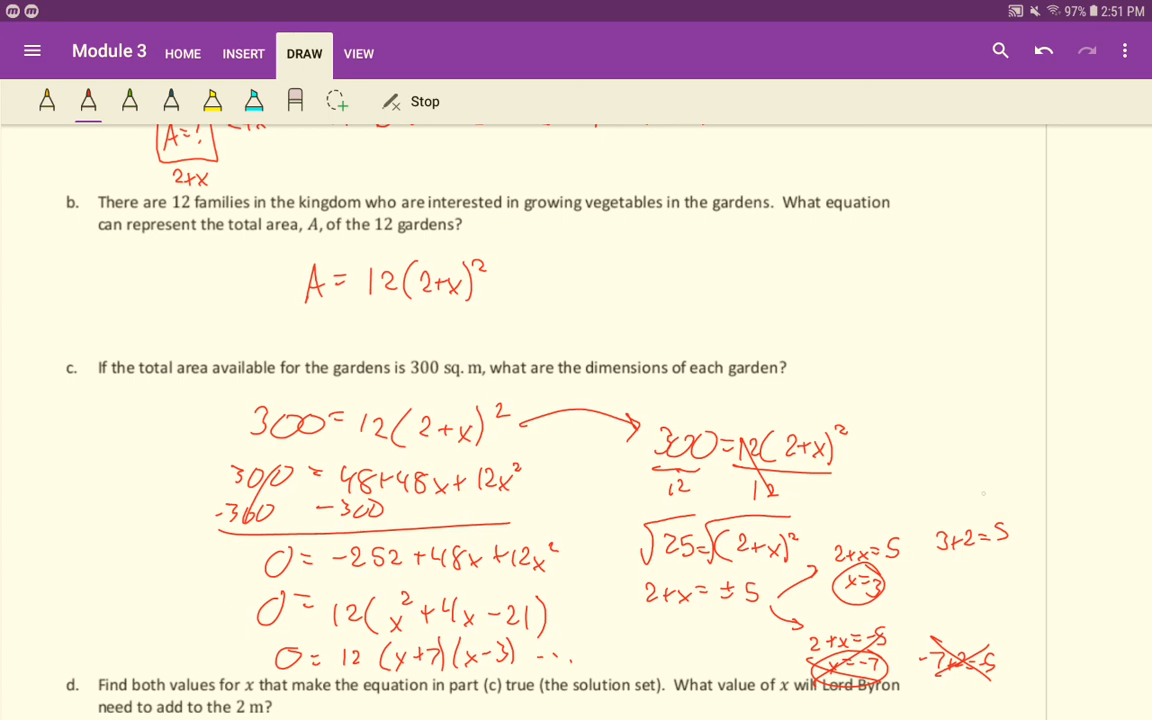 97% 2:51 PM
Module 3 HOME INSERT DRAW VIEW
Stop
A=?
2+x
b. There are 12 families in the kingdom who are interested in growing vegetables in the gardens. What equation
can represent the total area, A, of the 12 gardens?
A = 12(2+x)²
c. If the total area available for the gardens is 300 sq. m, what are the dimensions of each garden?
300 = 12(2+x)²
300 = 48+48x+12x²
-300 -300
0 = -252+48x+12x²
0 = 12(x²+4x-21)
0 = 12 (x+7)(x-3) ...
300 = 12(2+x)²
12 12
√25 = √(2+x)²
2+x = ±5
2+x=5
x=3
3+2=5
2+x=-5
x=-7
-7+2=-5
d. Find both values for x that make the equation in part (c) true (the solution set). What value of x will Lord Byron
need to add to the 2 m?